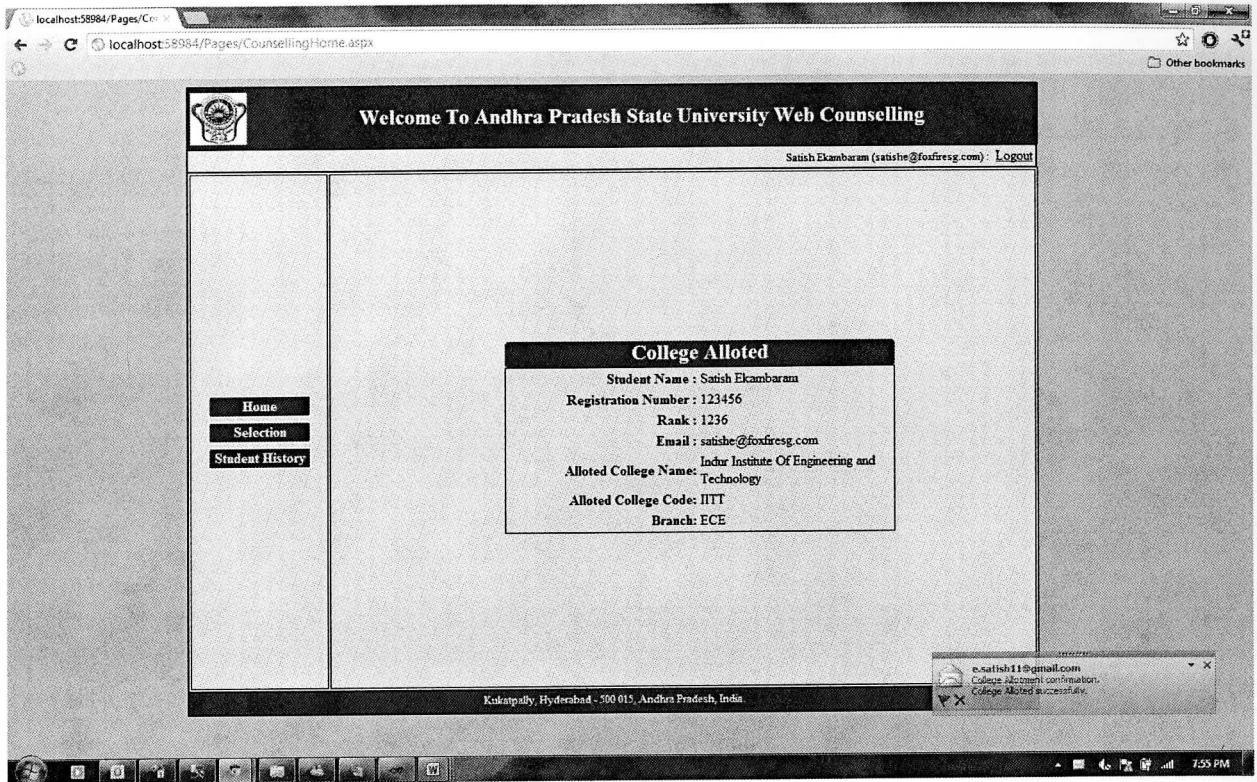 localhost:58984/Pages/Co
localhost:58984/Pages/CounsellingHome.aspx
Other bookmarks
Welcome To Andhra Pradesh State University Web Counselling
Satish Ekambaram (satishe@foxfiresg.com) : Logout
College Alloted
Student Name : Satish Ekambaram
Registration Number : 123456
Rank : 1236
Email : satishe@foxfiresg.com
Alloted College Name: Indur Institute Of Engineering and
Technology
Alloted College Code: IITT
Branch: ECE
Home
Selection
Student History
e.satish11@gmail.com
College Allotment confirmation.
College Alloted successfully.
Kukatpally, Hyderabad - 500 015, Andhra Pradesh, India.
7:55 PM